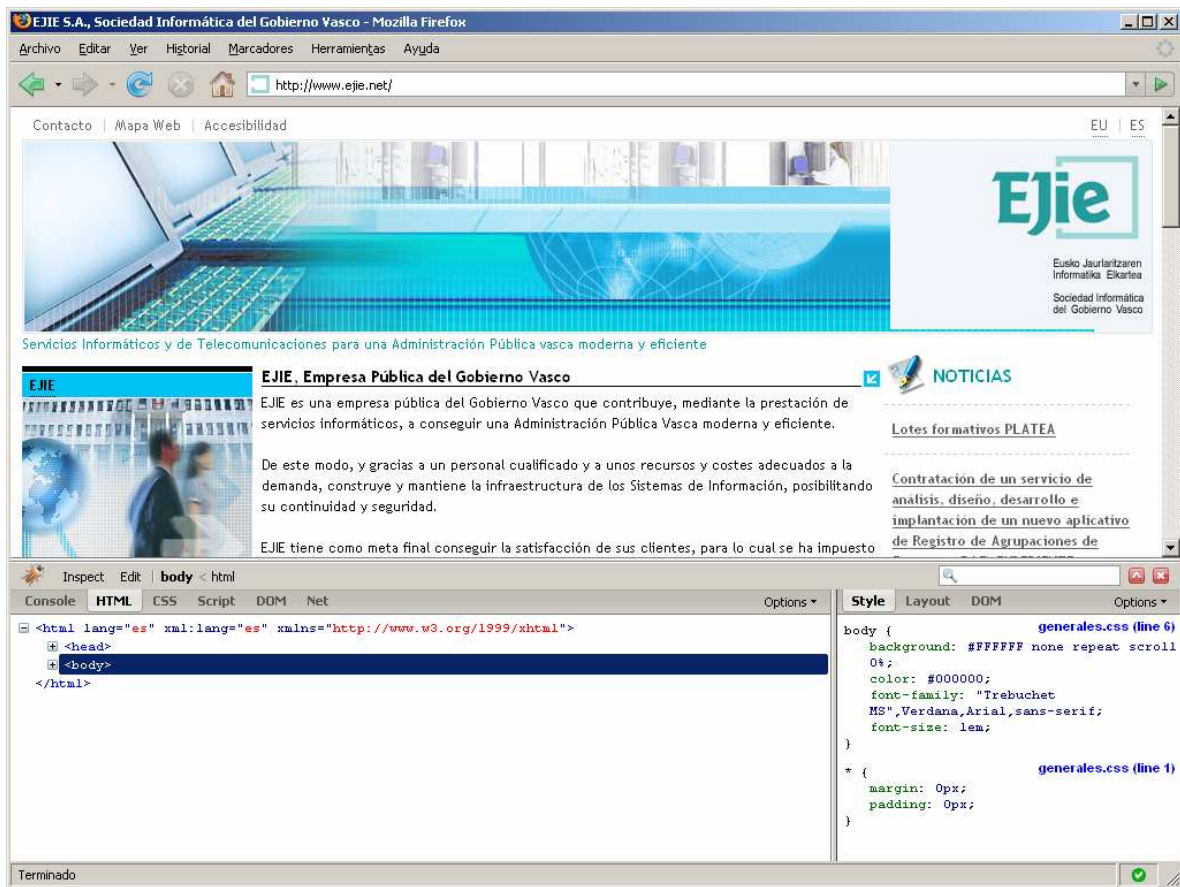 EJIE S.A., Sociedad Informática del Gobierno Vasco - Mozilla Firefox
Archivo Editar Ver Historial Marcadores Herramientas Ayuda
http://www.ejie.net/
Contacto | Mapa Web | Accesibilidad
EU | ES
EJie
Eusko Jaurlaritzaren
Informatika Elkartea
Sociedad Informática
del Gobierno Vasco
Servicios Informáticos y de Telecomunicaciones para una Administración Pública vasca moderna y eficiente
EJIE
EJIE, Empresa Pública del Gobierno Vasco
EJIE es una empresa pública del Gobierno Vasco que contribuye, mediante la prestación de
servicios informáticos, a conseguir una Administración Pública Vasca moderna y eficiente.
De este modo, y gracias a un personal cualificado y a unos recursos y costes adecuados a la
demanda, construye y mantiene la infraestructura de los Sistemas de Información, posibilitando
su continuidad y seguridad.
EJIE tiene como meta final conseguir la satisfacción de sus clientes, para lo cual se ha impuesto
NOTICIAS
Lotes formativos PLATEA
Contratación de un servicio de
análisis, diseño, desarrollo e
implantación de un nuevo aplicativo
de Registro de Agrupaciones de
Inspect Edit | body < html
Console HTML CSS Script DOM Net Options
<html lang="es" xml:lang="es" xmlns="http://www.w3.org/1999/xhtml">
<head>
<body>
</html>
Style Layout DOM Options
body { generales.css (line 6)
background: #FFFFFF none repeat scroll
0%;
color: #000000;
font-family: "Trebuchet
MS",Verdana,Arial,sans-serif;
font-size: 1em;
}
* { generales.css (line 1)
margin: 0px;
padding: 0px;
}
Terminado